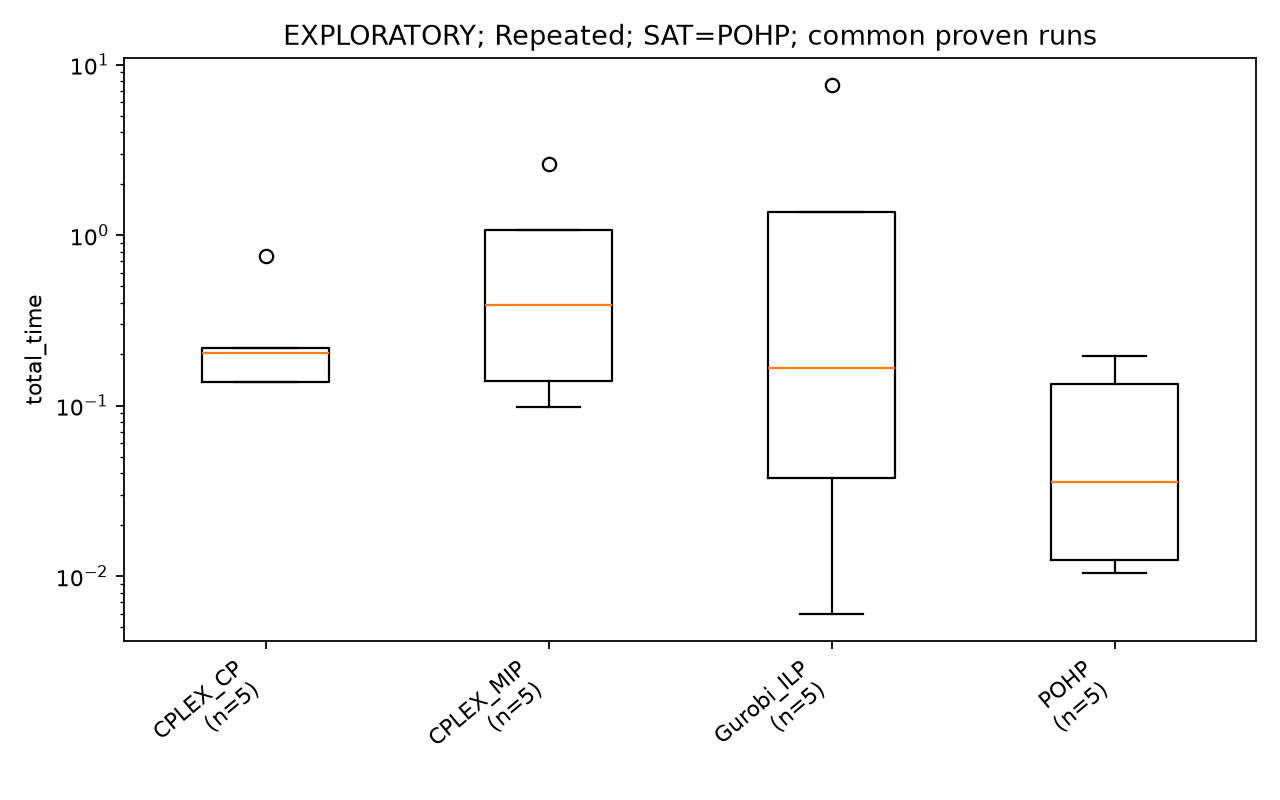 EXPLORATORY; Repeated; SAT=POHP; common proven runs
total_time
10¹
10⁰
10⁻¹
10⁻²
CPLEX_CP
(n=5)
CPLEX_MIP
(n=5)
Gurobi_ILP
(n=5)
POHP
(n=5)